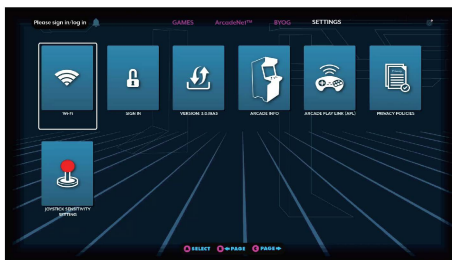 Please sign in/log in
GAMES ArcadeNet™ BYOG SETTINGS
WI-FI
SIGN IN
ARCADE INFO
ARCADE PLAY LINK (APL)
PRIVACY POLICIES
JOYSTICK SENSITIVITY
SETTING
A SELECT B PAGE C PAGE